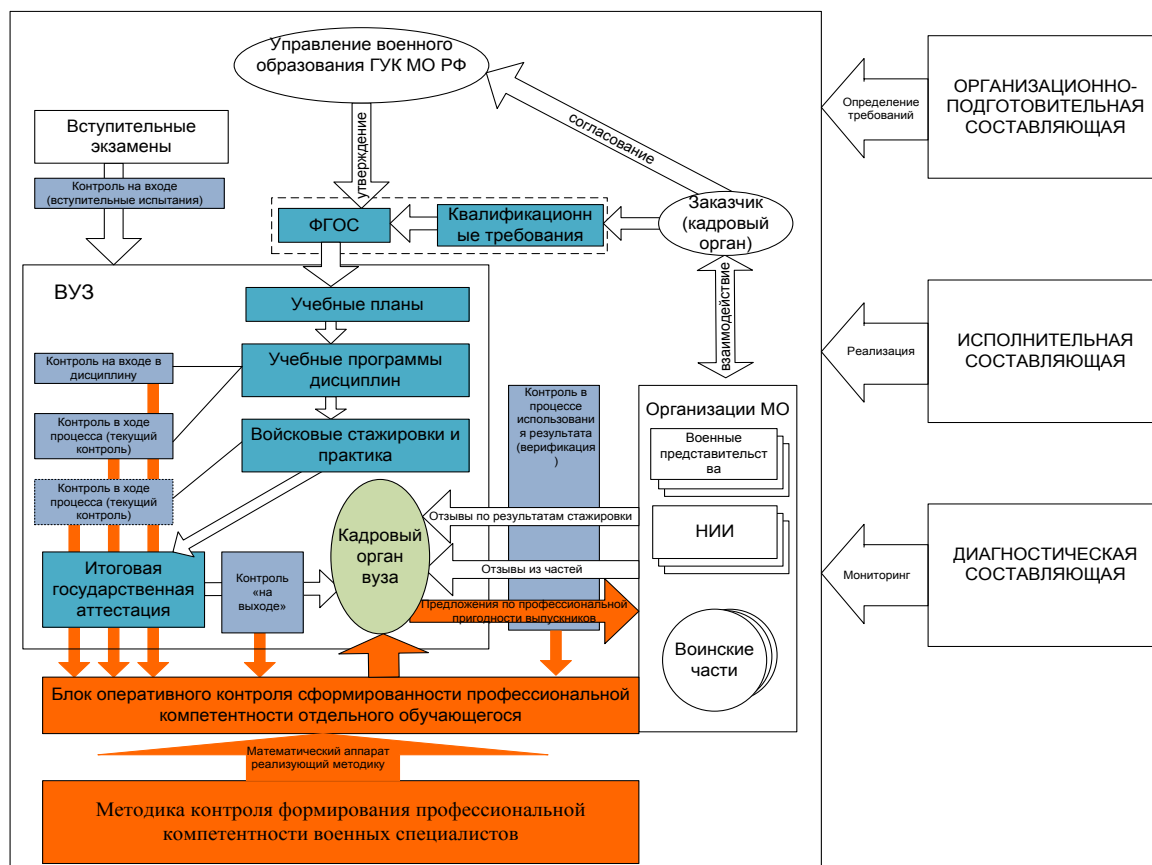 Управление военного
образования ГУК МО РФ
ОРГАНИЗАЦИОННО-
ПОДГОТОВИТЕЛЬНАЯ
СОСТАВЛЯЮЩАЯ
Определение
требований
Вступительные
экзамены
Контроль на входе
(вступительные испытания)
утверждение
согласование
ФГОС
Квалификационн
ые требования
Заказчик
(кадровый
орган)
взаимодействие
ВУЗ
Учебные планы
Учебные программы
дисциплин
Войсковые стажировки и
практика
Контроль на входе в
дисциплину
Контроль в ходе
процесса (текущий
контроль)
Контроль в ходе
процесса (текущий
контроль)
Контроль в
процессе
использовани
я результата
(верификация
)
Реализация
ИСПОЛНИТЕЛЬНАЯ
СОСТАВЛЯЮЩАЯ
Организации МО
Военные
представительст
ва
НИИ
Воинские
части
Итоговая
государственная
аттестация
Контроль
«на
выходе»
Кадровый
орган
вуза
Отзывы по результатам стажировки
Отзывы из частей
Предложения по профессиональной
пригодности выпускников
Мониторинг
ДИАГНОСТИЧЕСКАЯ
СОСТАВЛЯЮЩАЯ
Блок оперативного контроля сформированности профессиональной
компетентности отдельного обучающегося
Математический аппарат
реализующий методику
Методика контроля формирования профессиональной
компетентности военных специалистов